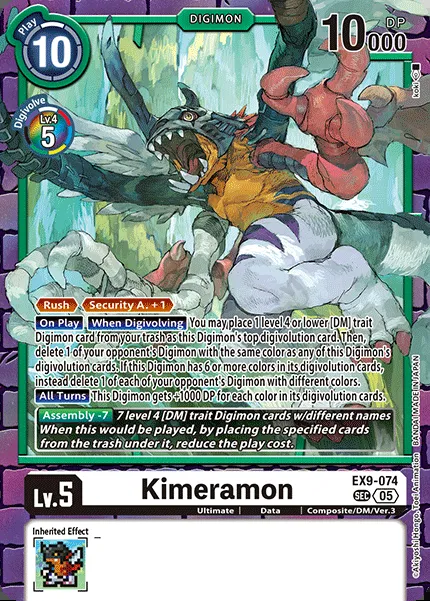 DIGIMON
Play
10
10000
DP
koki
Digivolve
Lv.4
5
Rush
Security A. +1
On Play
When Digivolving
You may place 1 level 4 or lower [DM] trait
Digimon card from your trash as this Digimon's top digivolution card. Then,
delete 1 of your opponent's Digimon with the same color as any of this Digimon's
digivolution cards. If this Digimon has 6 or more colors in its digivolution cards,
instead delete 1 of each of your opponent's Digimon with different colors.
All Turns
This Digimon gets +1000 DP for each color in its digivolution cards.
Assembly -7
7 level 4 [DM] trait Digimon cards w/different names
When this would be played, by placing the specified cards
from the trash under it, reduce the play cost.
©Akiyoshi Hongo, Toei Animation BANDAI MADE IN JAPAN
Lv.5
Kimeramon
EX9-074
SEC
05
Ultimate
Data
Composite/DM/Ver.3
Inherited Effect
—